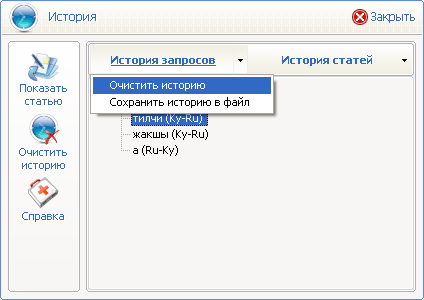 История
Закрыть
Показать
статью
Очистить
историю
Справка
История запросов
История статей
Очистить историю
Сохранить историю в файл
тилчи (Ky-Ru)
жакшы (Ky-Ru)
а (Ru-Ky)